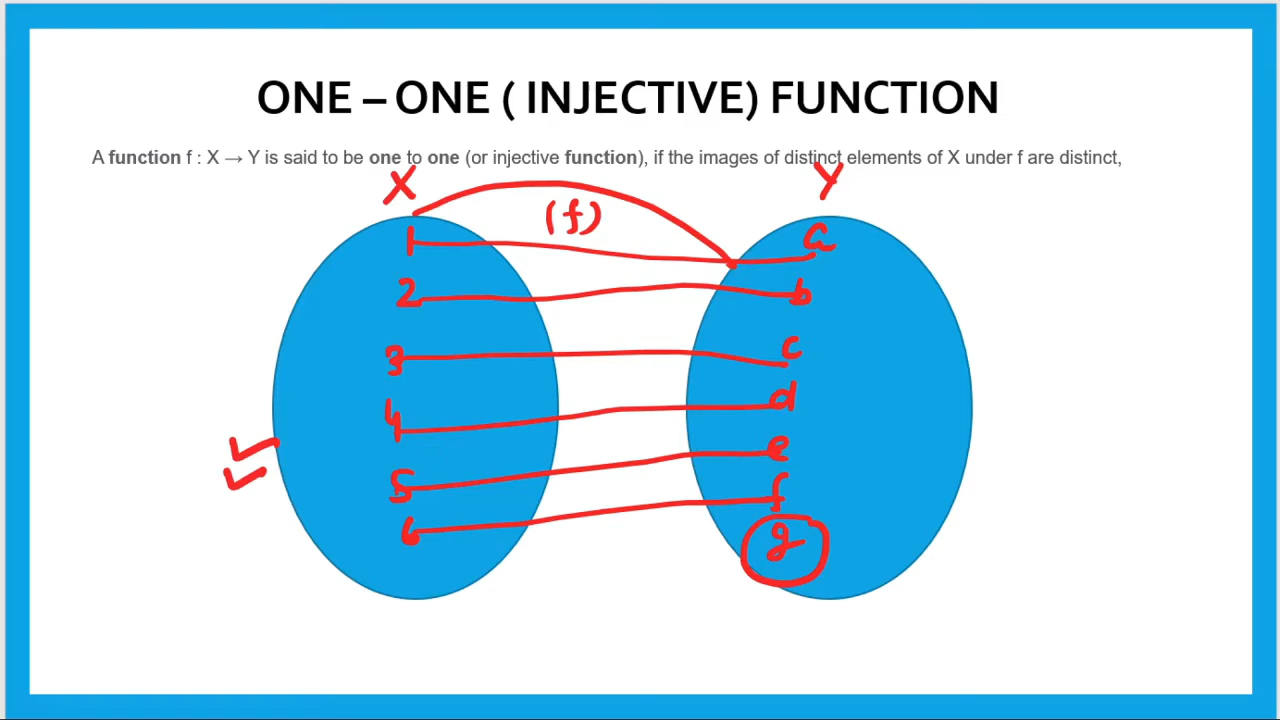 ONE – ONE ( INJECTIVE) FUNCTION
A function f : X → Y is said to be one to one (or injective function), if the images of distinct elements of X under f are distinct,
X Y
(f)
1 a
2 b
3 c
4 d
5 e
6 f
g